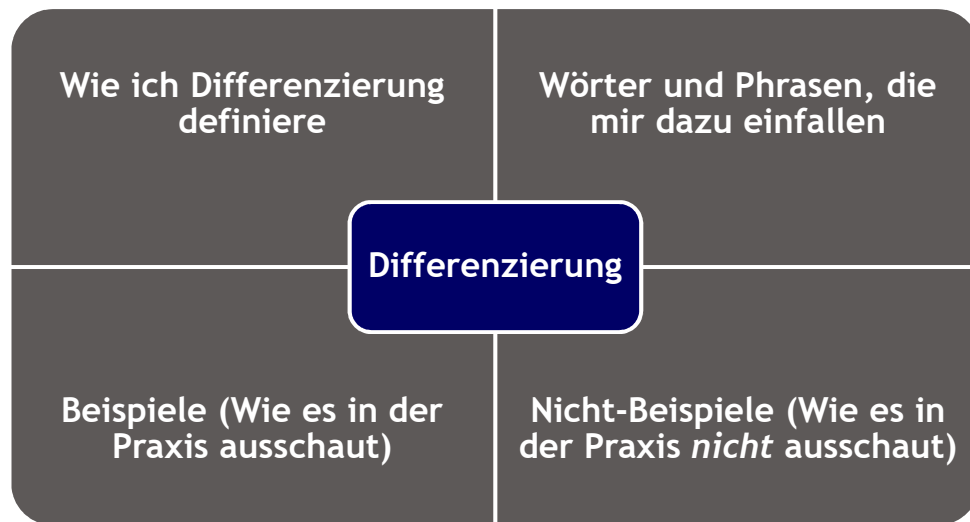 Wie ich Differenzierung
definiere
Wörter und Phrasen, die
mir dazu einfallen
Differenzierung
Beispiele (Wie es in der
Praxis ausschaut)
Nicht-Beispiele (Wie es in
der Praxis nicht ausschaut)